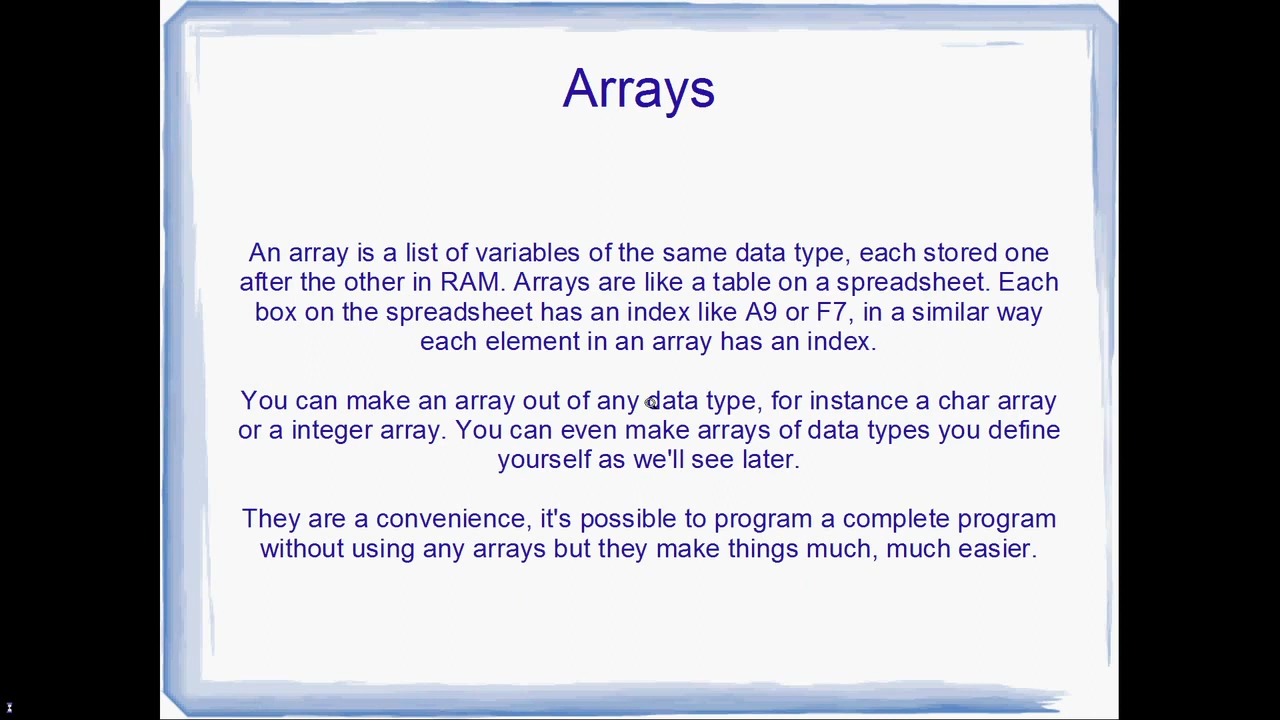 Arrays
An array is a list of variables of the same data type, each stored one
after the other in RAM. Arrays are like a table on a spreadsheet. Each
box on the spreadsheet has an index like A9 or F7, in a similar way
each element in an array has an index.
You can make an array out of any data type, for instance a char array
or a integer array. You can even make arrays of data types you define
yourself as we'll see later.
They are a convenience, it's possible to program a complete program
without using any arrays but they make things much, much easier.